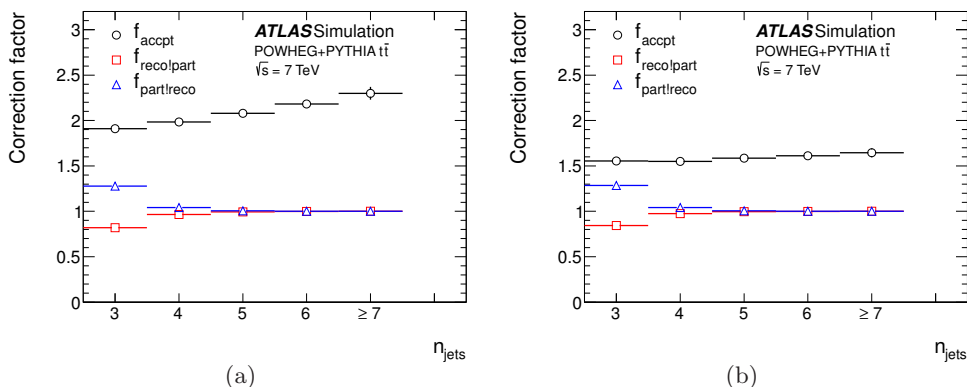 Correction factor
3
2.5
2
1.5
1
0.5
0
f_accpt
f_reco!part
f_part!reco
ATLAS Simulation
POWHEG+PYTHIA tt̄
√s = 7 TeV
3 4 5 6 ≥ 7
n_jets
(a)
Correction factor
3
2.5
2
1.5
1
0.5
0
f_accpt
f_reco!part
f_part!reco
ATLAS Simulation
POWHEG+PYTHIA tt̄
√s = 7 TeV
3 4 5 6 ≥ 7
n_jets
(b)